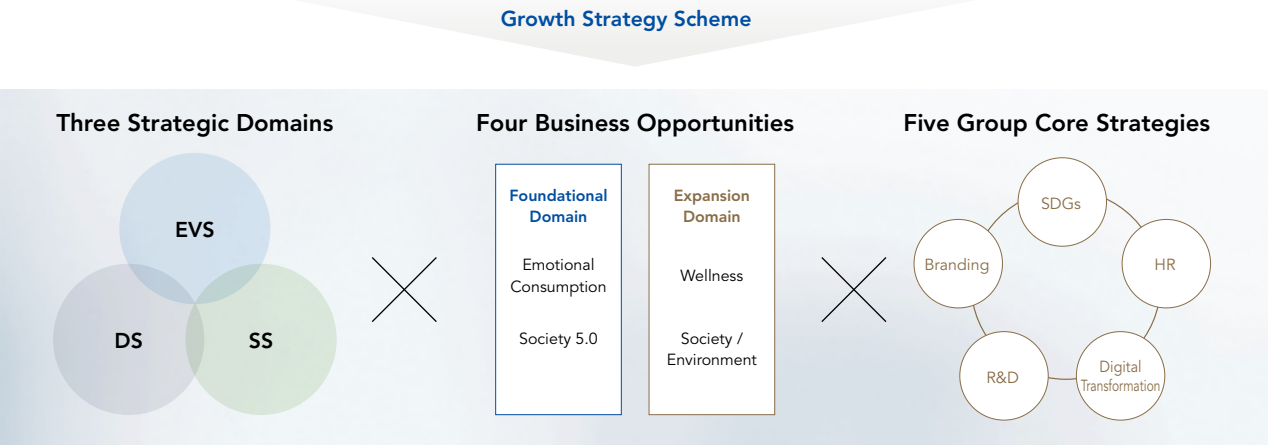 Growth Strategy Scheme
Three Strategic Domains
EVS
DS
SS
Four Business Opportunities
Foundational
Domain
Emotional
Consumption
Society 5.0
Expansion
Domain
Wellness
Society /
Environment
Five Group Core Strategies
SDGs
HR
Digital
Transformation
R&D
Branding